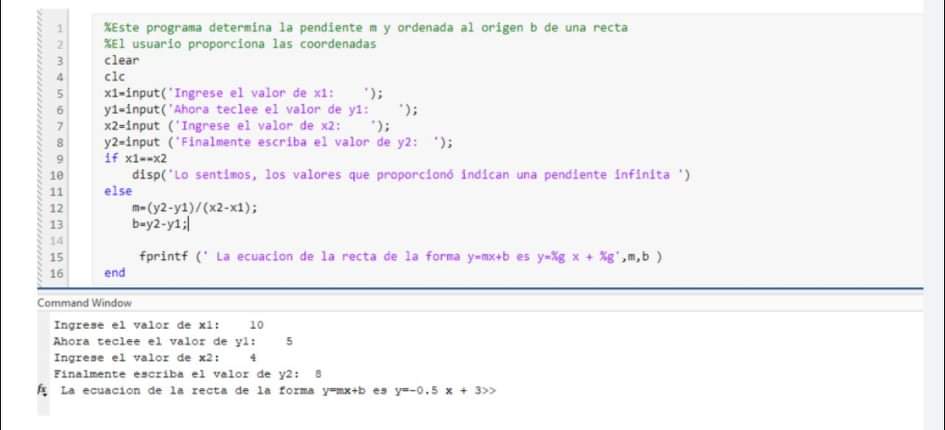 1 %Este programa determina la pendiente m y ordenada al origen b de una recta
2 %El usuario proporciona las coordenadas
3 clear
4 clc
5 x1=input('Ingrese el valor de x1:    ');
6 y1=input('Ahora teclee el valor de y1:    ');
7 x2=input ('Ingrese el valor de x2:    ');
8 y2=input ('Finalmente escriba el valor de y2:  ');
9 if x1==x2
10 disp('Lo sentimos, los valores que proporcionó indican una pendiente infinita ')
11 else
12 m=(y2-y1)/(x2-x1);
13 b=y2-y1;
14
15 fprintf (' La ecuacion de la recta de la forma y=mx+b es y=%g x + %g',m,b )
16 end
Command Window
Ingrese el valor de x1:    10
Ahora teclee el valor de y1:    5
Ingrese el valor de x2:    4
Finalmente escriba el valor de y2:  8
fx La ecuacion de la recta de la forma y=mx+b es y=-0.5 x + 3>>